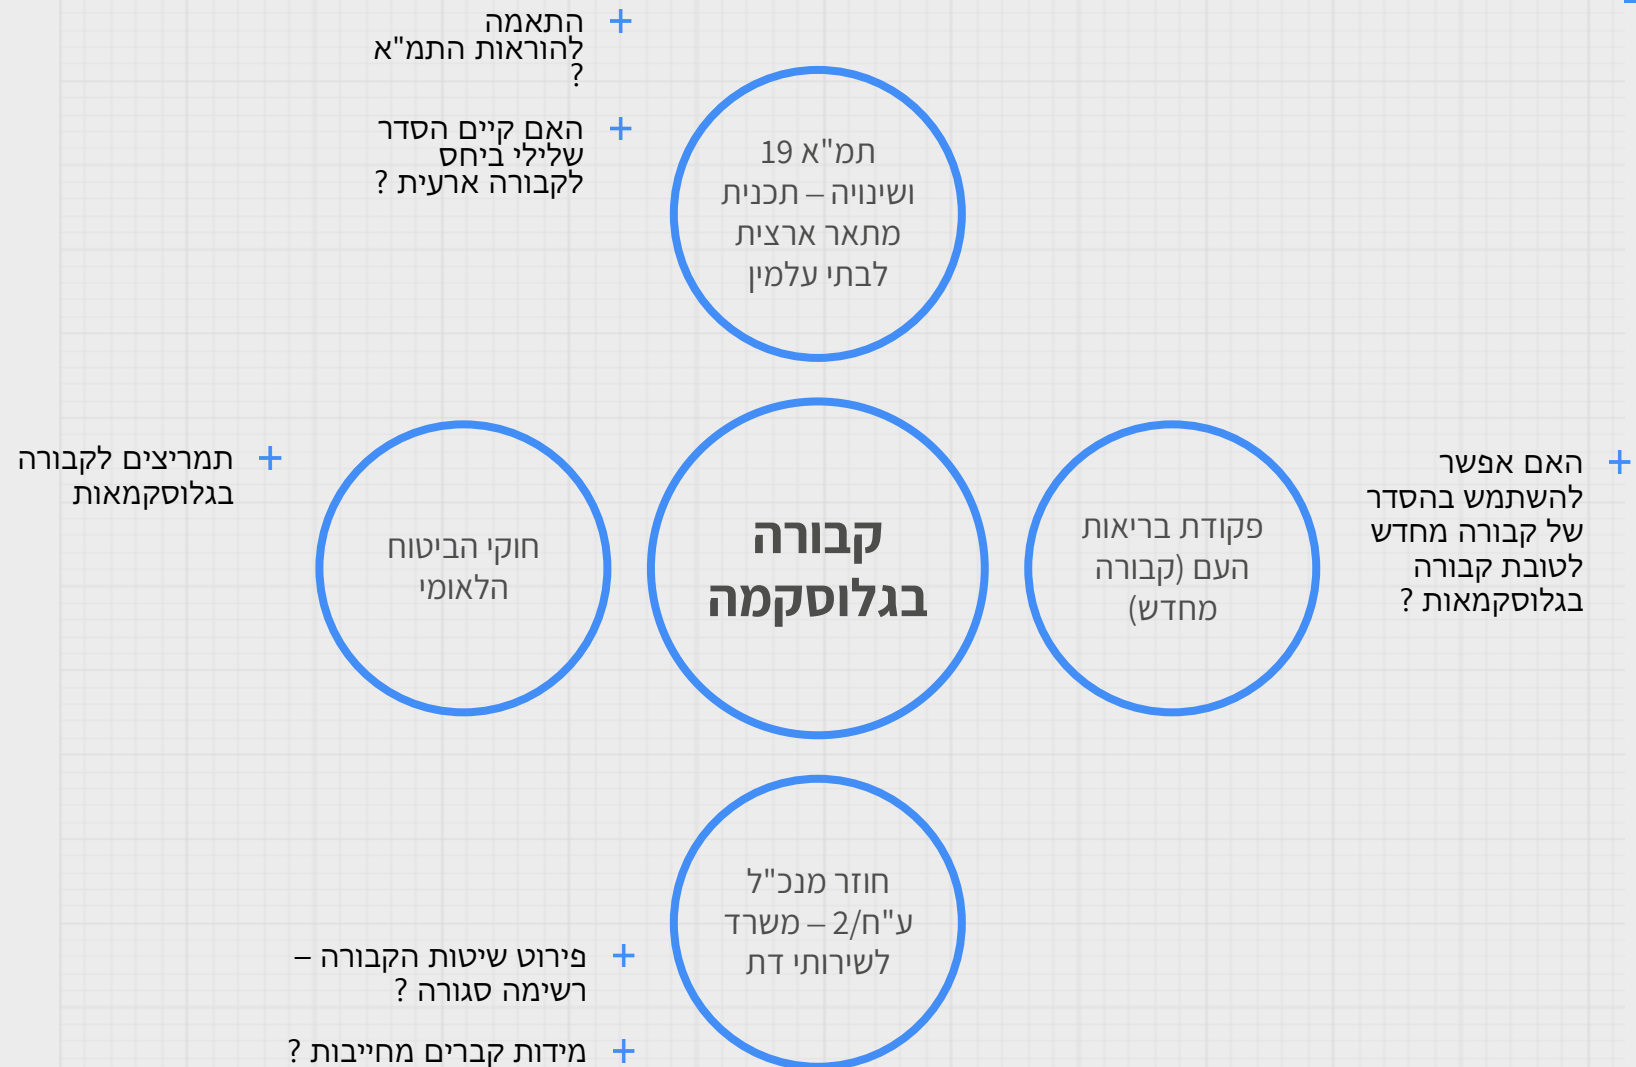 התאמה
להוראות התמ"א
?
האם קיים הסדר
שלילי ביחס
לקבורה ארעית ?
תמ"א 19
ושינויה – תכנית
מתאר ארצית
לבתי עלמין
האם אפשר
להשתמש בהסדר
של קבורה מחדש
לטובת קבורה
בגלוסקמאות ?
פקודת בריאות
העם (קבורה
מחדש)
קבורה
בגלוסקמה
חוקי הביטוח
הלאומי
תמריצים לקבורה
בגלוסקמאות
חוזר מנכ"ל
ע"ח/2 – משרד
לשירותי דת
פירוט שיטות הקבורה –
רשימה סגורה ?
מידות קברים מחייבות ?